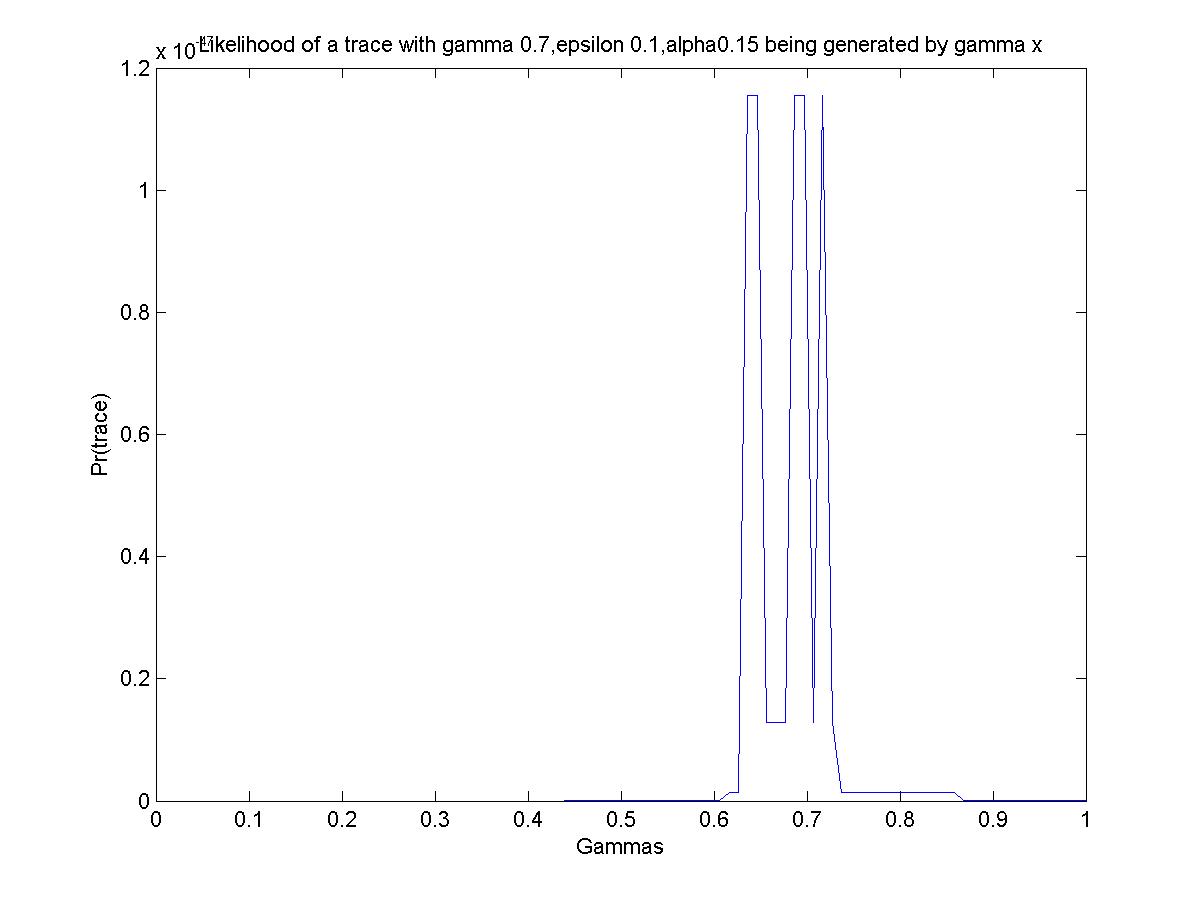 Likelihood of a trace with gamma 0.7,epsilon 0.1,alpha0.15 being generated by gamma x
x 10
1.2
1
0.8
0.6
0.4
0.2
0
Pr(trace)
0 0.1 0.2 0.3 0.4 0.5 0.6 0.7 0.8 0.9 1
Gammas